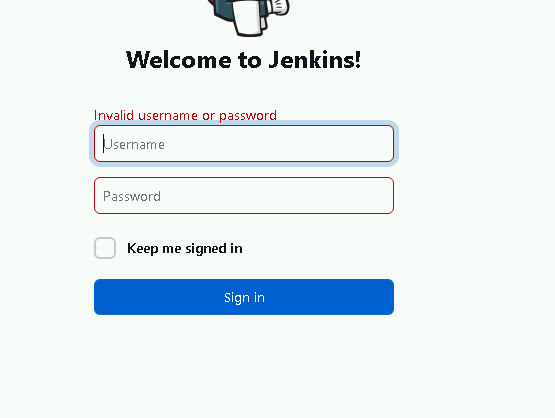 Welcome to Jenkins!
Invalid username or password
Username
Password
Keep me signed in
Sign in